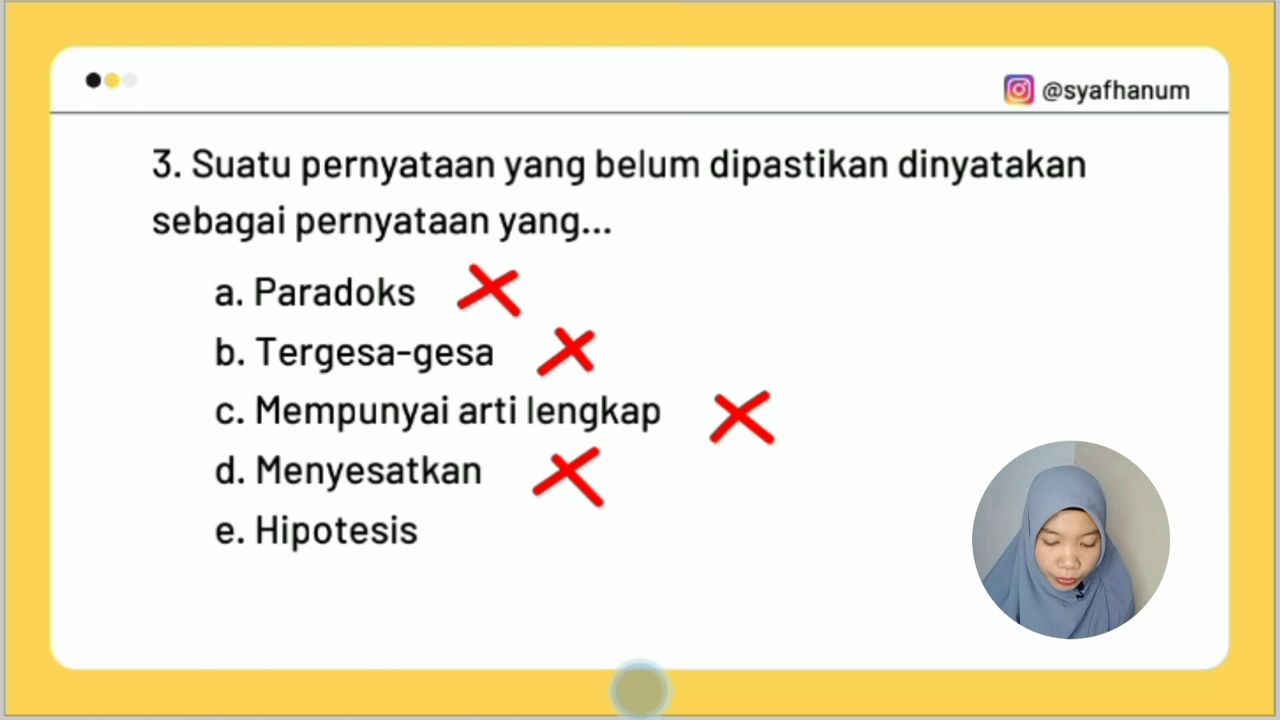 @syafhanum
3. Suatu pernyataan yang belum dipastikan dinyatakan
sebagai pernyataan yang...
a. Paradoks
b. Tergesa-gesa
c. Mempunyai arti lengkap
d. Menyesatkan
e. Hipotesis